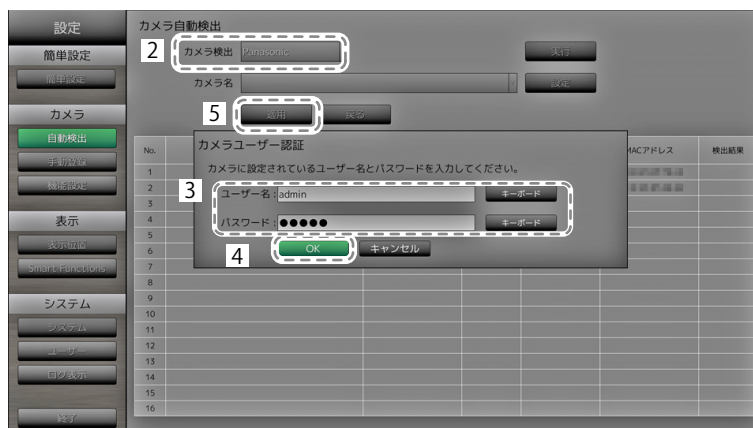 設定
簡単設定
簡単設定
カメラ
自動検出
手動登録
機能設定
表示
表示位置
Smart Functions
システム
システム
ユーザー
ログ表示
終了
カメラ自動検出
2
カメラ検出
Panasonic
実行
カメラ名
設定
5
適用
戻る
No.
MACアドレス
検出結果
カメラユーザー認証
カメラに設定されているユーザー名とパスワードを入力してください。
3
ユーザー名 : admin
キーボード
パスワード : ●●●●●
キーボード
4
OK
キャンセル
1
2
3
4
5
6
7
8
9
10
11
12
13
14
15
16